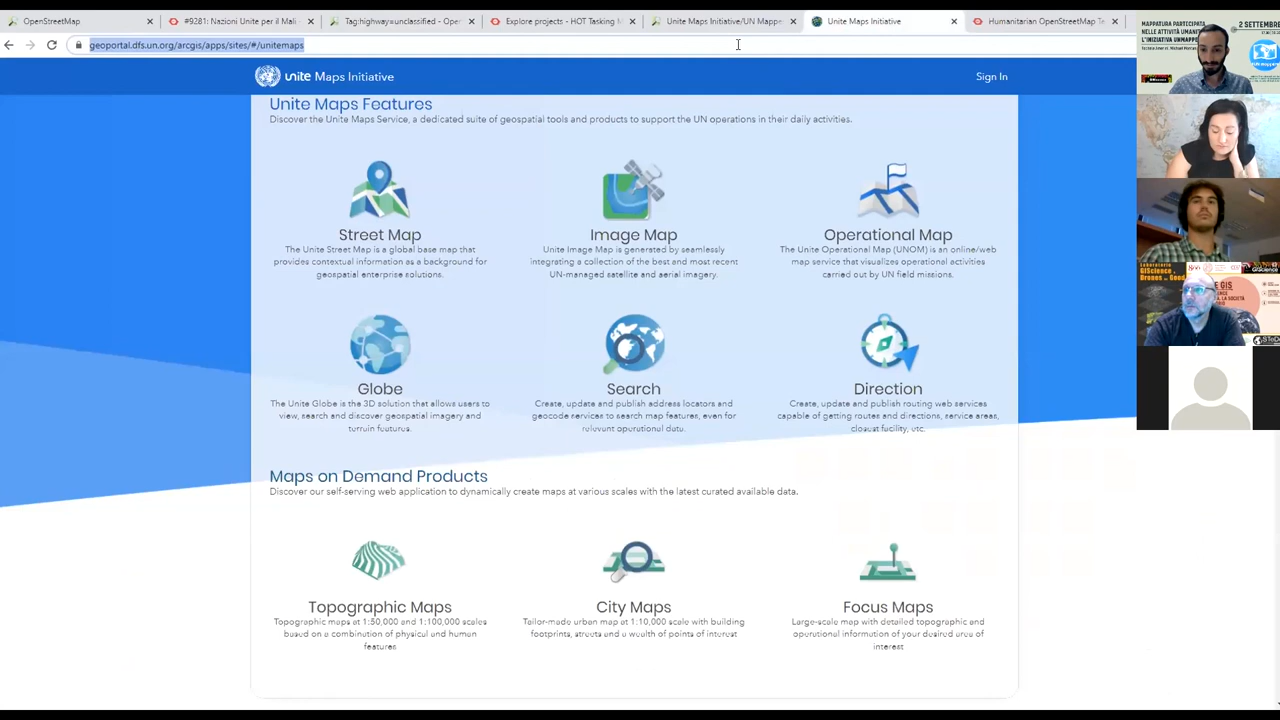 OpenStreetMap
#9281: Nazioni Unite per il Mali -
Tag:highway=unclassified - Ope
Explore projects - HOT Tasking M
Unite Maps Initiative/UN Mappe
Unite Maps Initiative
Humanitarian OpenStreetMap Te
geoportal.dfs.un.org/arcgis/apps/sites/#/unitemaps
unite Maps Initiative
Sign In
Unite Maps Features
Discover the Unite Maps Service, a dedicated suite of geospatial tools and products to support the UN operations in their daily activities.
Street Map
The Unite Street Map is a global base map that
provides contextual information as a background for
geospatial enterprise solutions.
Image Map
Unite Image Map is generated by seamlessly
integrating a collection of the best and most recent
UN-managed satellite and aerial imagery.
Operational Map
The Unite Operational Map (UNOM) is an online/web
map service that visualizes operational activities
carried out by UN field missions.
Globe
The Unite Globe is the 3D solution that allows users to
view, search and discover geospatial imagery and
terrain features.
Search
Create, update and publish address locators and
geocode services to search map features, even for
relevant operational data.
Direction
Create, update and publish routing web services
capable of getting routes and directions, service areas,
closest facility, etc.
Maps on Demand Products
Discover our self-serving web application to dynamically create maps at various scales with the latest curated available data.
Topographic Maps
Topographic maps at 1:50,000 and 1:100,000 scales
based on a combination of physical and human
features
City Maps
Tailor-made urban map at 1:10,000 scale with building
footprints, streets and a wealth of points of interest
Focus Maps
Large-scale map with detailed topographic and
operational information of your desired area of
interest
MAPPATURA PARTECIPATA
NELLE ATTIVITÀ UMANI
L'INIZIATIVA UNMAPPE
2 SETTEMBRE
Laboratorio
GIScience
Drones for Good